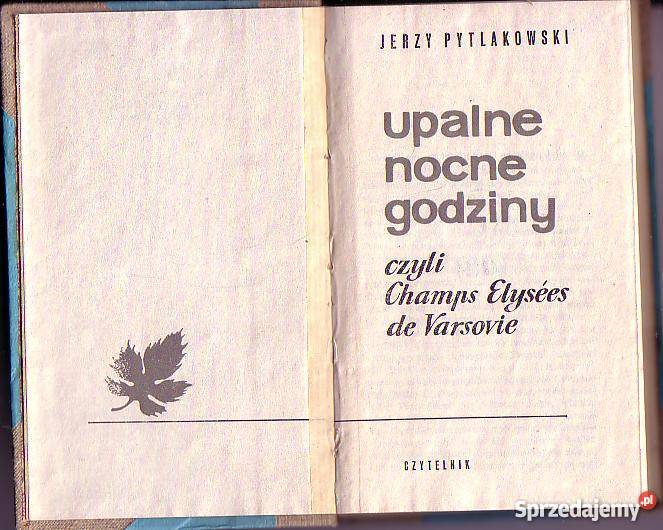 JERZY PYTLAKOWSKI
upalne
nocne
godziny
czyli
Champs Elysées
de Varsovie
CZYTELNIK
Sprzedajemy.pl